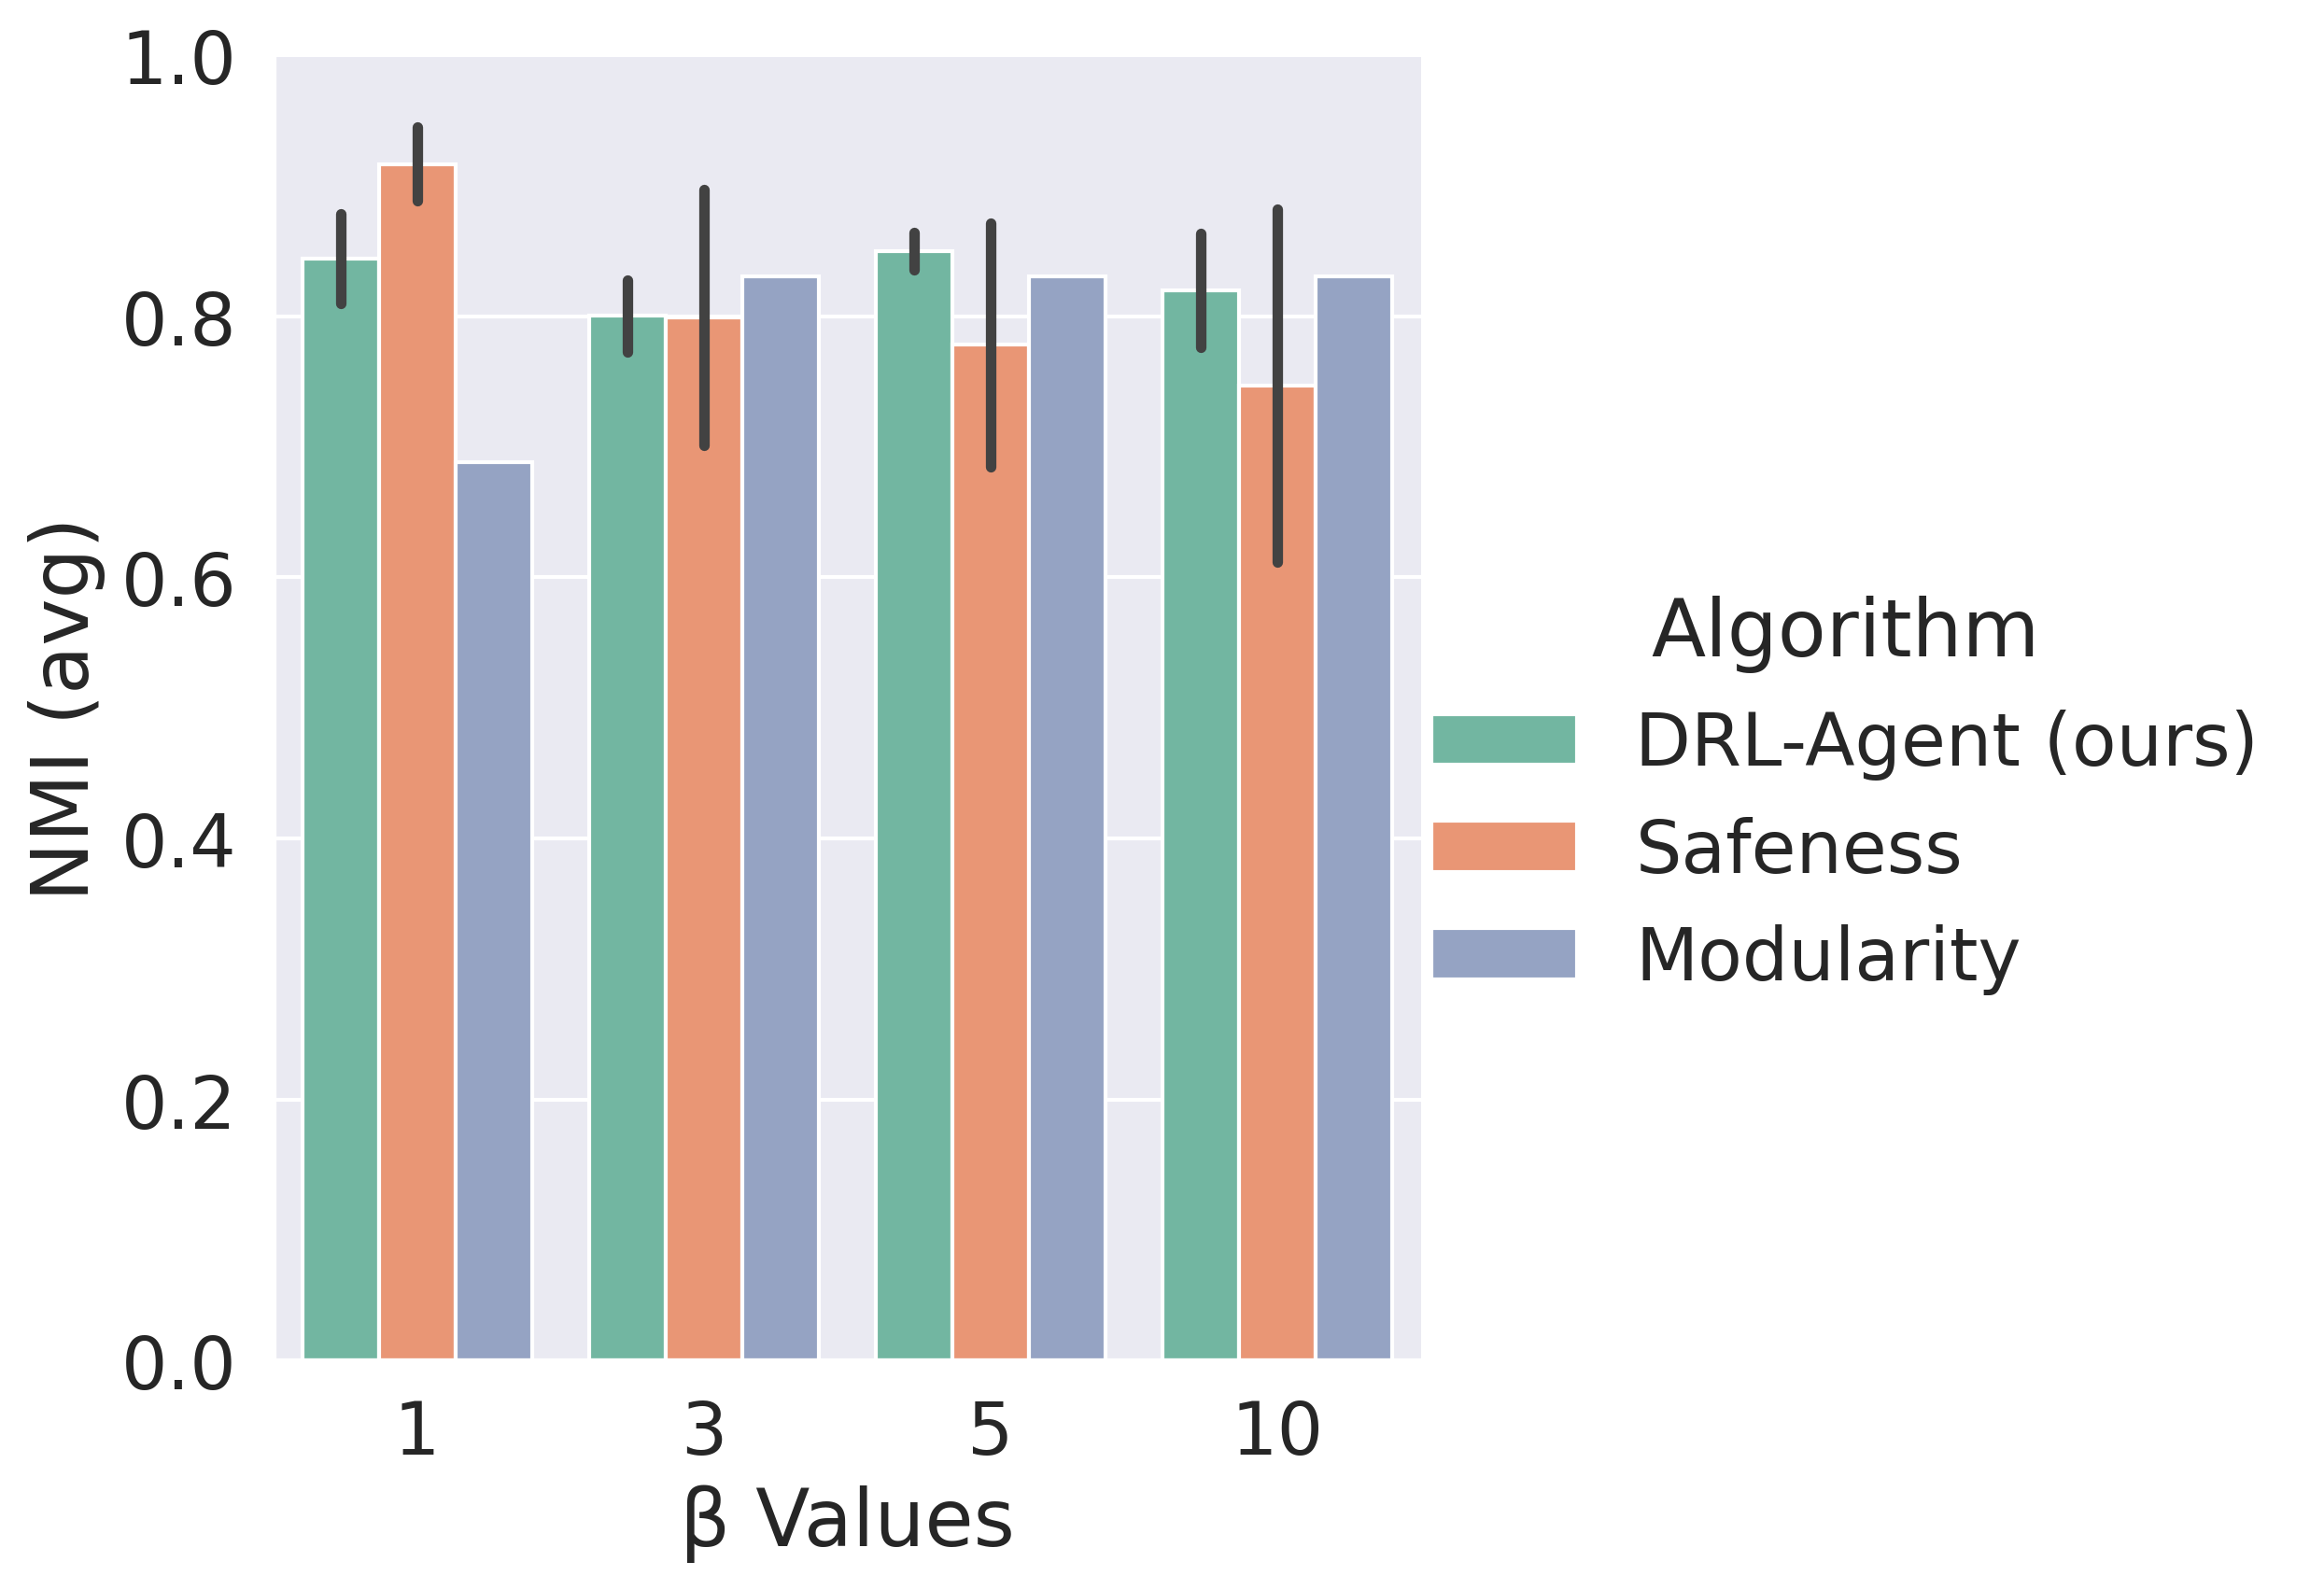 NMI (avg)
1.0
0.8
0.6
0.4
0.2
0.0
1 3 5 10
β Values
Algorithm
DRL-Agent (ours)
Safeness
Modularity